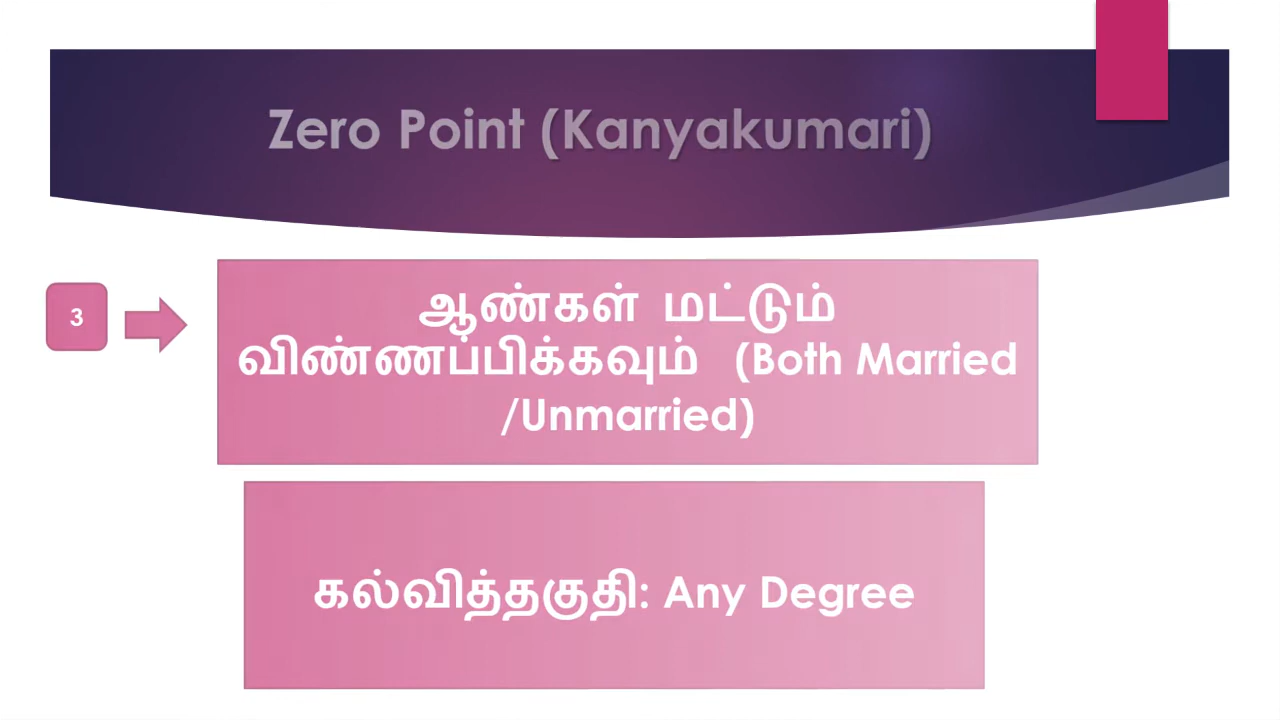 Zero Point (Kanyakumari)
3
ஆண்கள் மட்டும்
விண்ணப்பிக்கவும் (Both Married
/Unmarried)
கல்வித்தகுதி: Any Degree